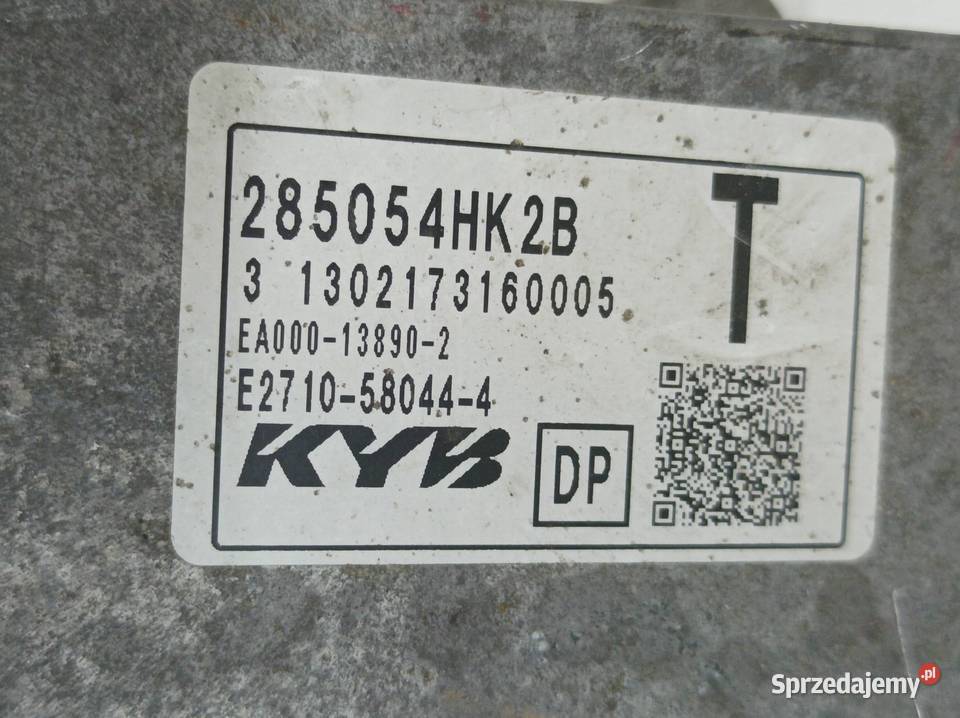 285054HK2B
T
3 1302173160005
EA000-13890-2
E2710-58044-4
KYB
DP
Sprzedajemy.pl